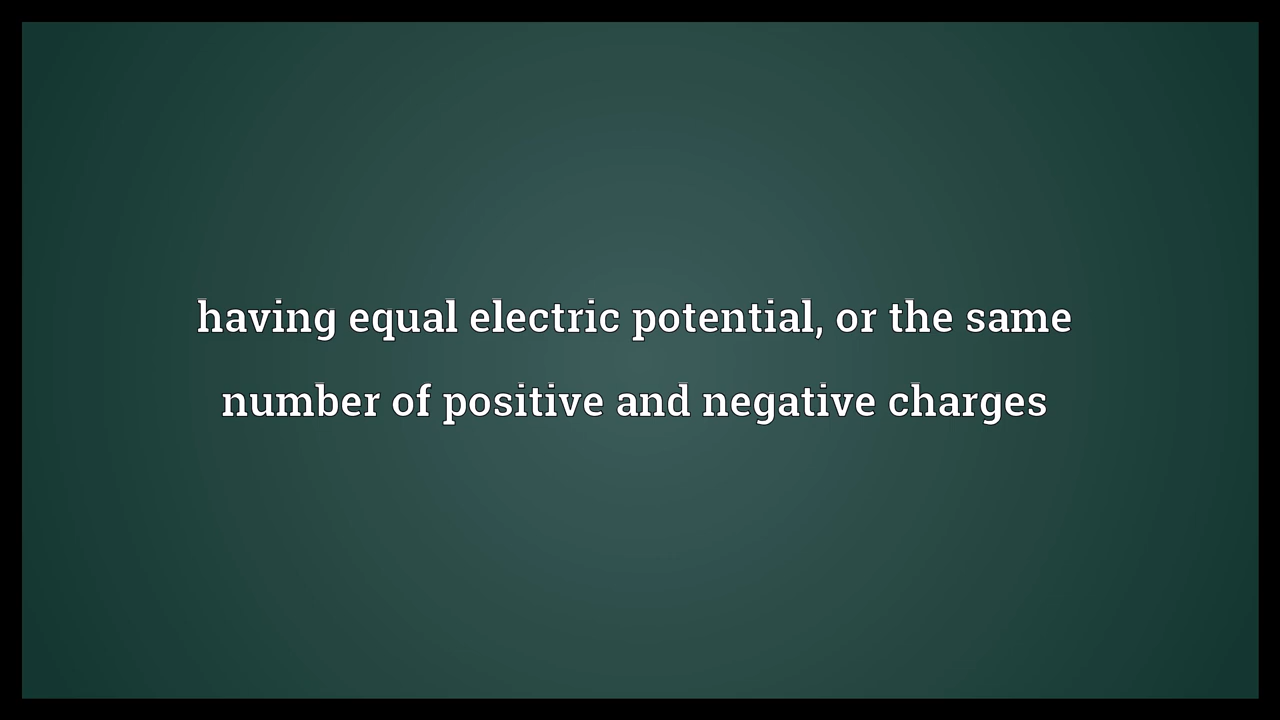 having equal electric potential, or the same
number of positive and negative charges